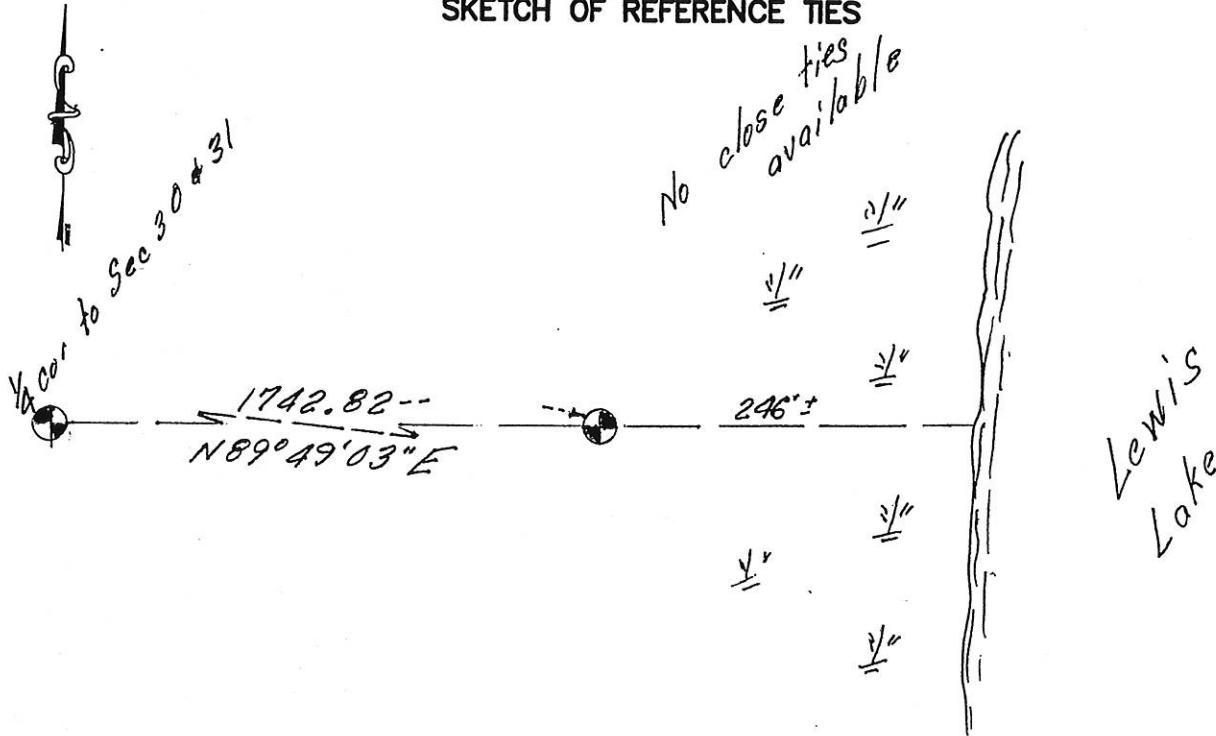 SKETCH OF REFERENCE TIES
No close ties
available
1/4 cor to Sec 30 & 31
1742.82--
N89°49'03"E
246'±
Lewis
Lake